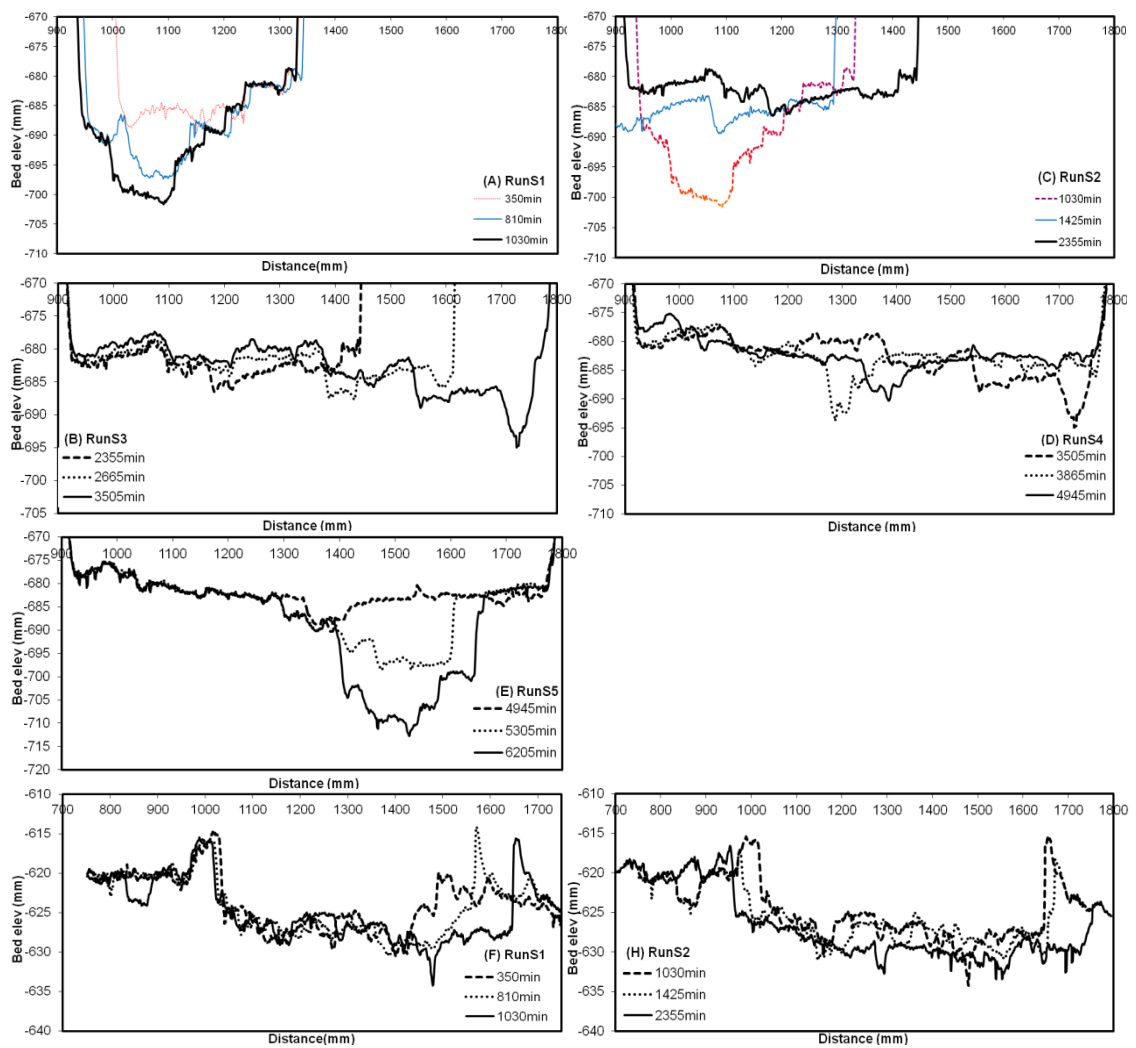 -670
900 1000 1100 1200 1300 1400 1500 1600 1700 1800
-675
-680
-685
-690
-695
-700
-705
-710
Bed elev (mm)
(A) RunS1
350min
810min
1030min
Distance(mm)
-670
900 1000 1100 1200 1300 1400 1500 1600 1700 1800
-675
-680
-685
-690
-695
-700
-705
-710
Bed elev (mm)
(C) RunS2
1030min
1425min
2355min
Distance (mm)
-670
900 1000 1100 1200 1300 1400 1500 1600 1700 1800
-675
-680
-685
-690
-695
-700
-705
Bed elev (mm)
(B) RunS3
2355min
2665min
3505min
Distance (mm)
-670
900 1000 1100 1200 1300 1400 1500 1600 1700 1800
-675
-680
-685
-690
-695
-700
-705
-710
Bed elev (mm)
(D) RunS4
3505min
3865min
4945min
Distance (mm)
-670
900 1000 1100 1200 1300 1400 1500 1600 1700 1800
-675
-680
-685
-690
-695
-700
-705
-710
-715
-720
Bed elev (mm)
(E) RunS5
4945min
5305min
6205min
Distance (mm)
-610
700 800 900 1000 1100 1200 1300 1400 1500 1600 1700
-615
-620
-625
-630
-635
-640
Bed elev (mm)
(F) RunS1
350min
810min
1030min
Distance(mm)
-610
700 800 900 1000 1100 1200 1300 1400 1500 1600 1700 1800
-615
-620
-625
-630
-635
-640
Bed elev (mm)
(H) RunS2
1030min
1425min
2355min
Distance (mm)